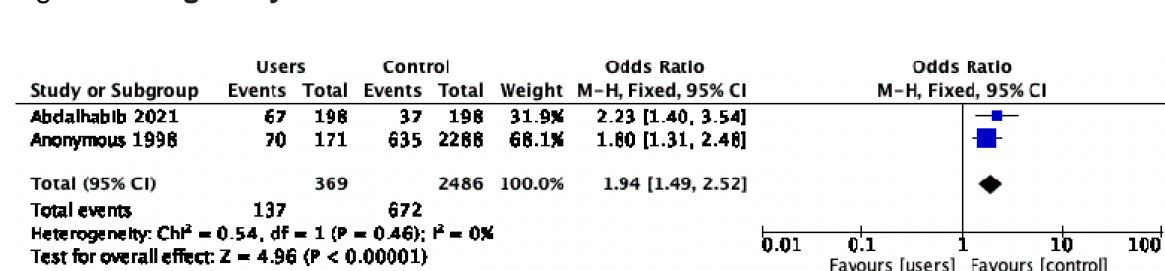 Users Control Odds Ratio Odds Ratio
Study or Subgroup Events Total Events Total Weight M-H, Fixed, 95% CI M-H, Fixed, 95% CI
Abdalhabib 2021 67 198 37 198 31.9% 2.23 [1.40, 3.54]
Anonymous 1998 70 171 635 2288 68.1% 1.80 [1.31, 2.48]
Total (95% CI) 369 2486 100.0% 1.94 [1.49, 2.52]
Total events 137 672
Heterogeneity: Chi² = 0.54, df = 1 (P = 0.46); I² = 0%
Test for overall effect: Z = 4.96 (P < 0.00001)
0.01 0.1 1 10 100
Favours [users] Favours [control]